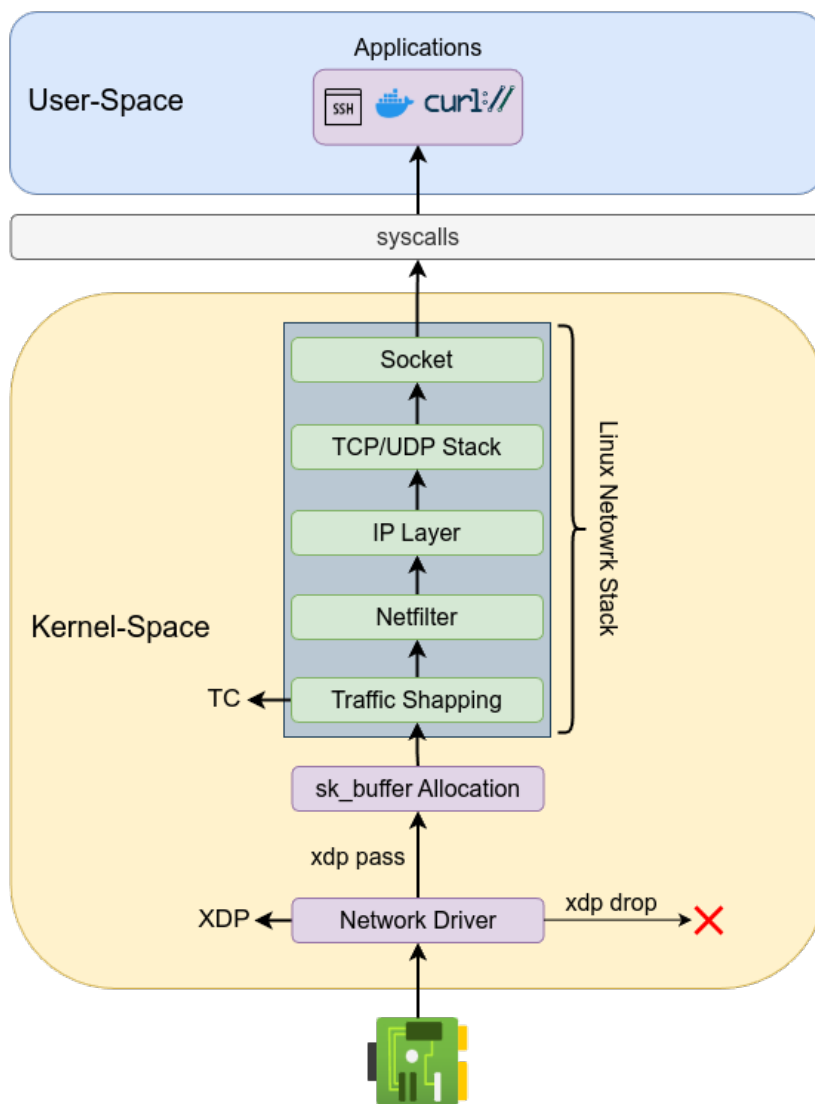 Applications
User-Space
SSH
curl://
syscalls
Socket
TCP/UDP Stack
IP Layer
Netfilter
Linux Netowrk Stack
Kernel-Space
TC
Traffic Shapping
sk_buffer Allocation
xdp pass
XDP
Network Driver
xdp drop